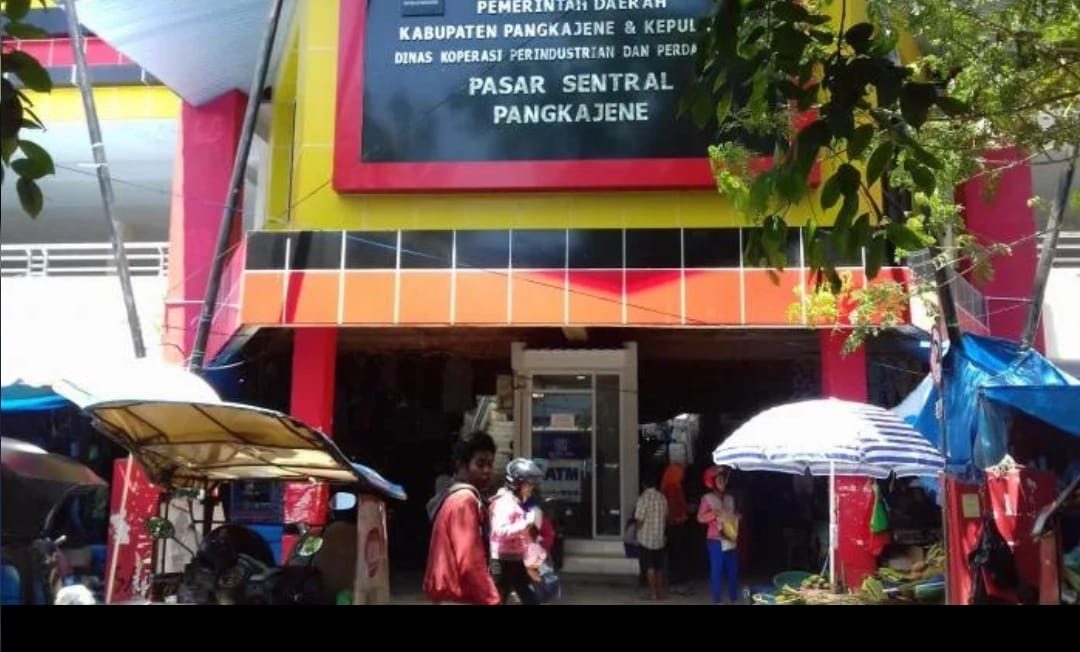 PEMERINTAH DAERAH
KABUPATEN PANGKAJENE & KEPUL
DINAS KOPERASI PERINDUSTRIAN DAN PERDA
PASAR SENTRAL
PANGKAJENE
ATM